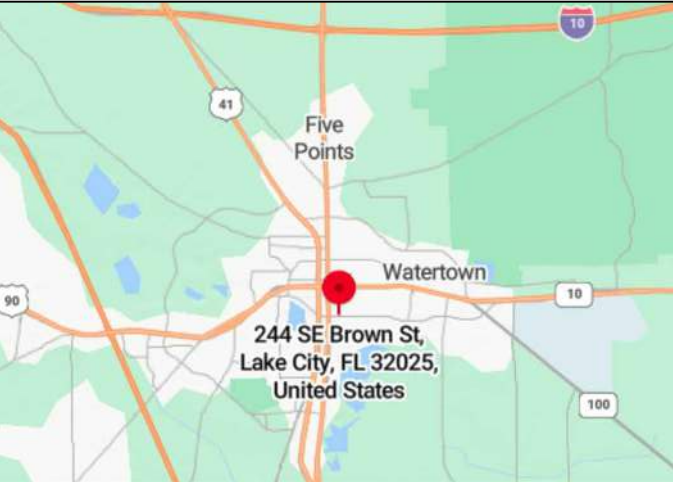 10
41
Five
Points
Watertown
90
10
244 SE Brown St,
Lake City, FL 32025,
United States
100